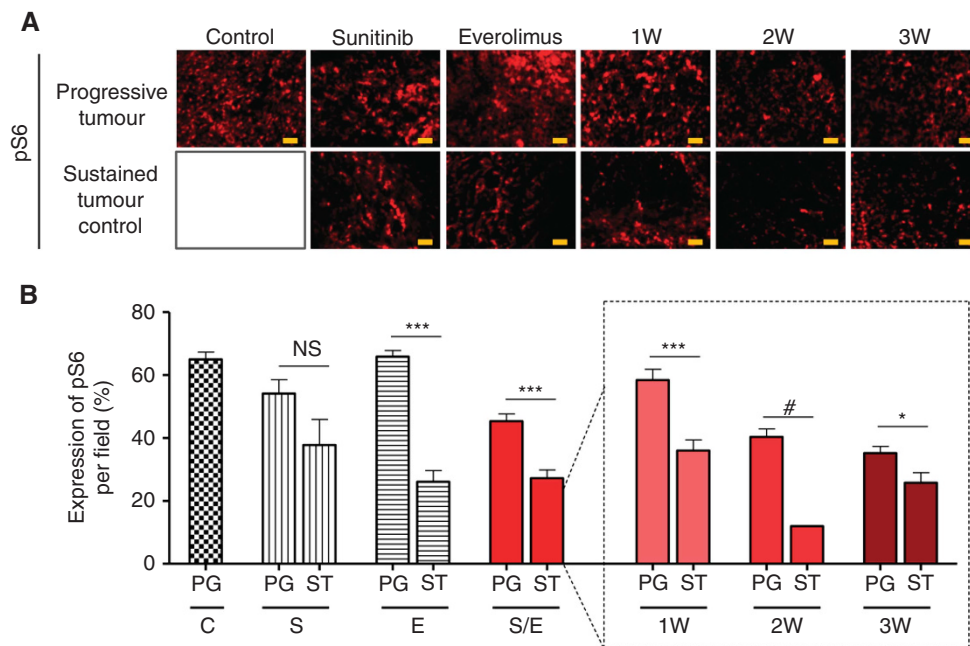 A
Control Sunitinib Everolimus 1W 2W 3W
pS6
Progressive
tumour
Sustained
tumour
control
B
Expression of pS6
per field (%)
80
60
40
20
0
NS *** *** *** # *
PG PG ST PG ST PG ST PG ST PG ST PG ST
C S E S/E 1W 2W 3W